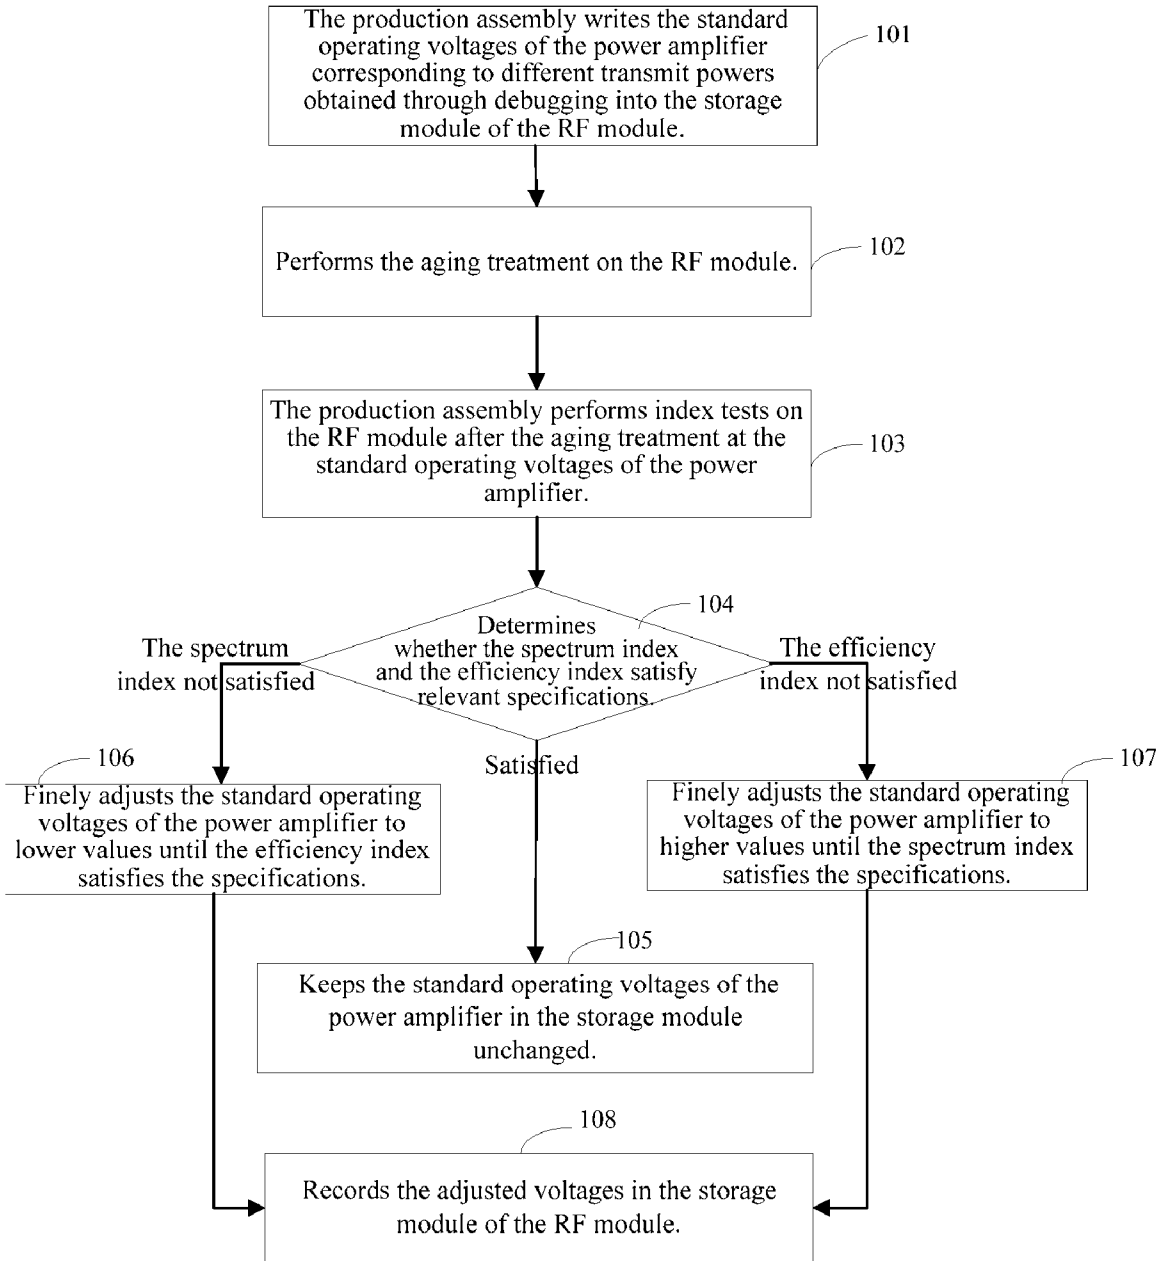 The production assembly writes the standard
operating voltages of the power amplifier
corresponding to different transmit powers
obtained through debugging into the storage
module of the RF module.
101
Performs the aging treatment on the RF module.
102
The production assembly performs index tests on
the RF module after the aging treatment at the
standard operating voltages of the power
amplifier.
103
104
Determines
whether the spectrum index
and the efficiency index satisfy
relevant specifications.
The spectrum
index not satisfied
The efficiency
index not satisfied
Satisfied
106
Finely adjusts the standard operating
voltages of the power amplifier to
lower values until the efficiency index
satisfies the specifications.
107
Finely adjusts the standard operating
voltages of the power amplifier to
higher values until the spectrum index
satisfies the specifications.
105
Keeps the standard operating voltages of the
power amplifier in the storage module
unchanged.
108
Records the adjusted voltages in the storage
module of the RF module.